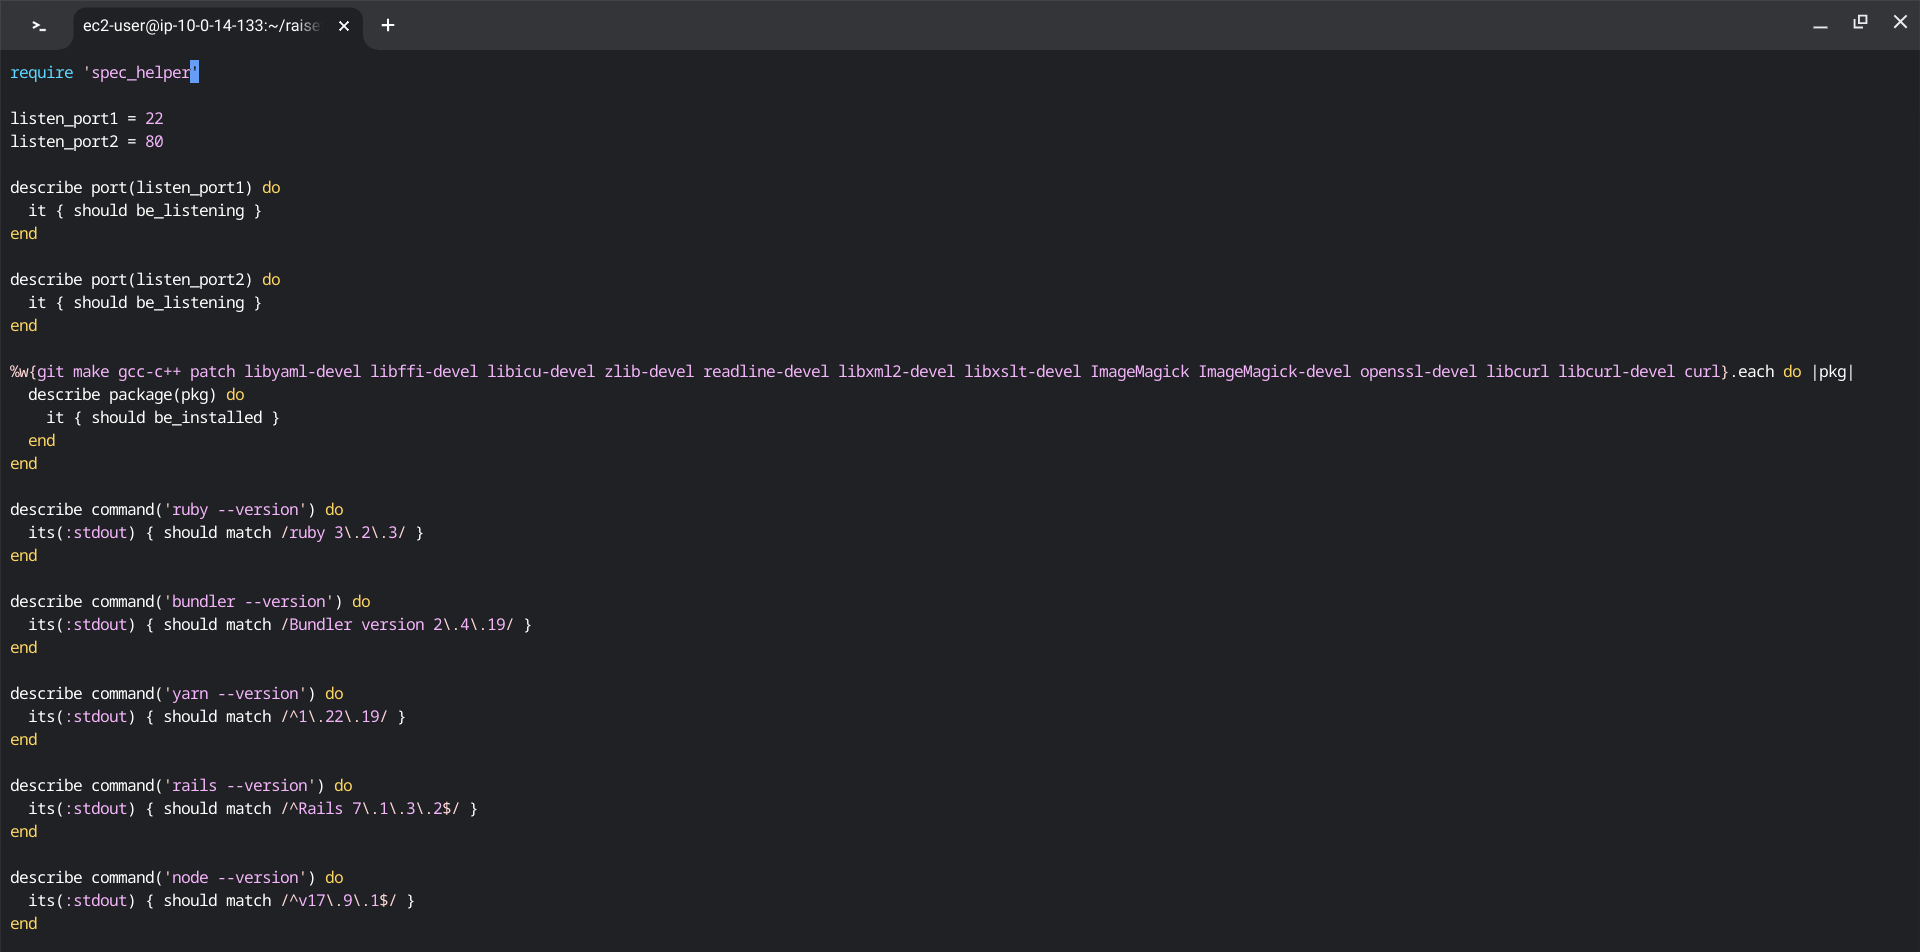 ec2-user@ip-10-0-14-133:~/raise
require 'spec_helper'
listen_port1 = 22
listen_port2 = 80
describe port(listen_port1) do
  it { should be_listening }
end
describe port(listen_port2) do
  it { should be_listening }
end
%w{git make gcc-c++ patch libyaml-devel libffi-devel libicu-devel zlib-devel readline-devel libxml2-devel libxslt-devel ImageMagick ImageMagick-devel openssl-devel libcurl libcurl-devel curl}.each do |pkg|
  describe package(pkg) do
    it { should be_installed }
  end
end
describe command('ruby --version') do
  its(:stdout) { should match /ruby 3\.2\.3/ }
end
describe command('bundler --version') do
  its(:stdout) { should match /Bundler version 2\.4\.19/ }
end
describe command('yarn --version') do
  its(:stdout) { should match /^1\.22\.19/ }
end
describe command('rails --version') do
  its(:stdout) { should match /^Rails 7\.1\.3\.2$/ }
end
describe command('node --version') do
  its(:stdout) { should match /^v17\.9\.1$/ }
end